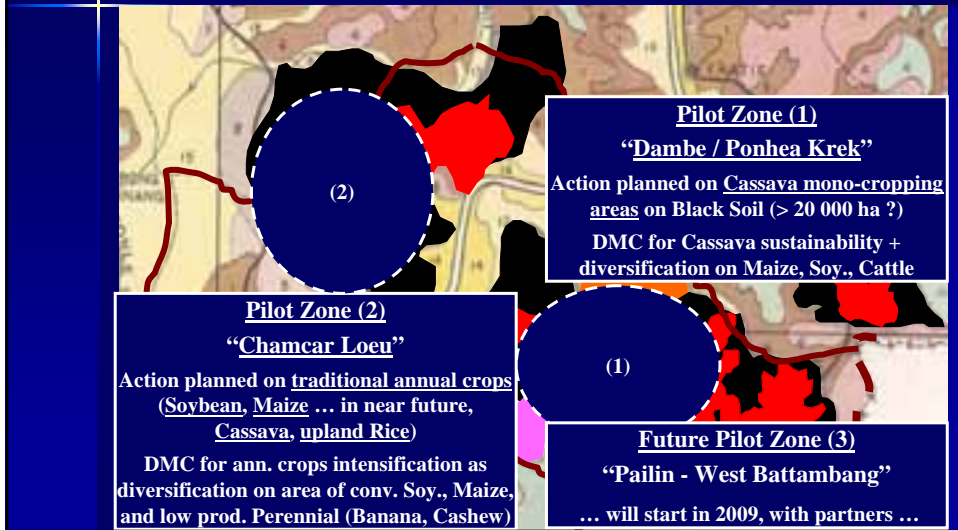 Pilot Zone (1)
“Dambe / Ponhea Krek”
Action planned on Cassava mono-cropping
areas on Black Soil (> 20 000 ha ?)
DMC for Cassava sustainability +
diversification on Maize, Soy., Cattle
(2)
Pilot Zone (2)
“Chamcar Loeu”
Action planned on traditional annual crops
(Soybean, Maize … in near future,
Cassava, upland Rice)
DMC for ann. crops intensification as
diversification on area of conv. Soy., Maize,
and low prod. Perennial (Banana, Cashew)
(1)
Future Pilot Zone (3)
“Pailin - West Battambang”
… will start in 2009, with partners …